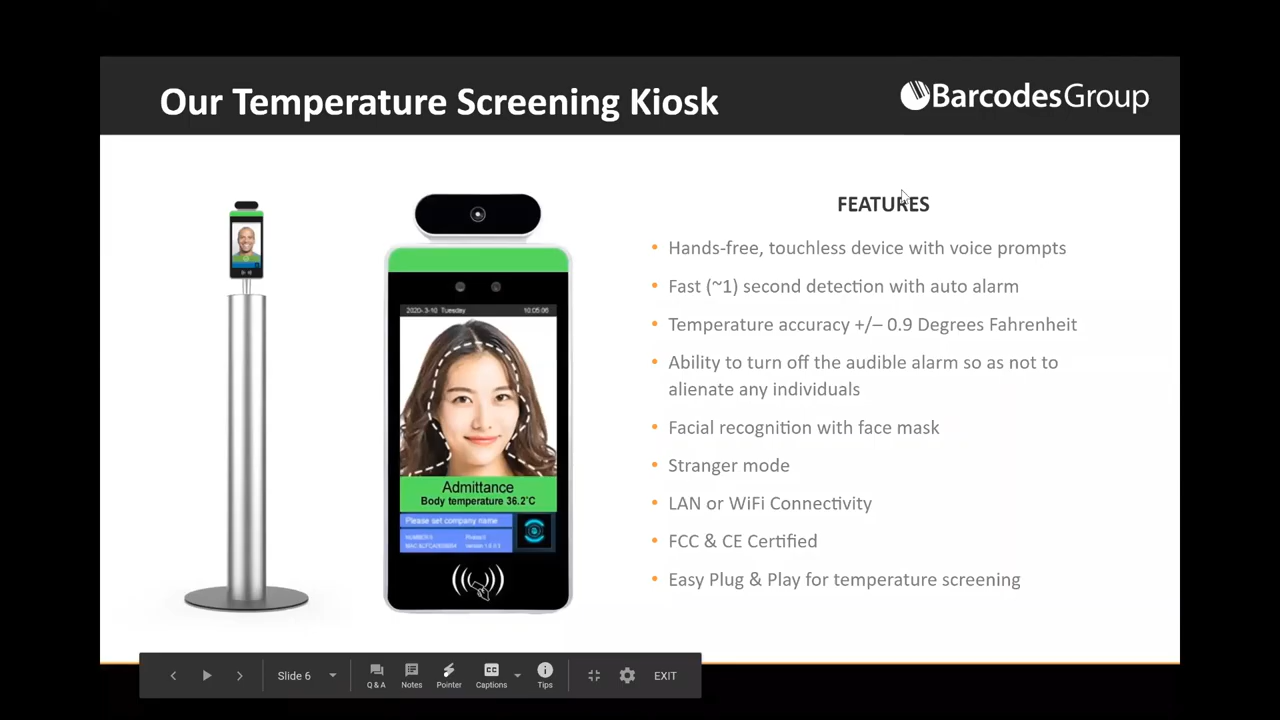 Our Temperature Screening Kiosk
BarcodesGroup
FEATURES
• Hands-free, touchless device with voice prompts
• Fast (~1) second detection with auto alarm
• Temperature accuracy +/– 0.9 Degrees Fahrenheit
• Ability to turn off the audible alarm so as not to
alienate any individuals
• Facial recognition with face mask
• Stranger mode
• LAN or WiFi Connectivity
• FCC & CE Certified
• Easy Plug & Play for temperature screening
2020-3-10 Tuesday 10:05:06
Admittance
Body temperature 36.2°C
Please set company name
Slide 6
Q & A
Notes
Pointer
CC
Captions
Tips
EXIT